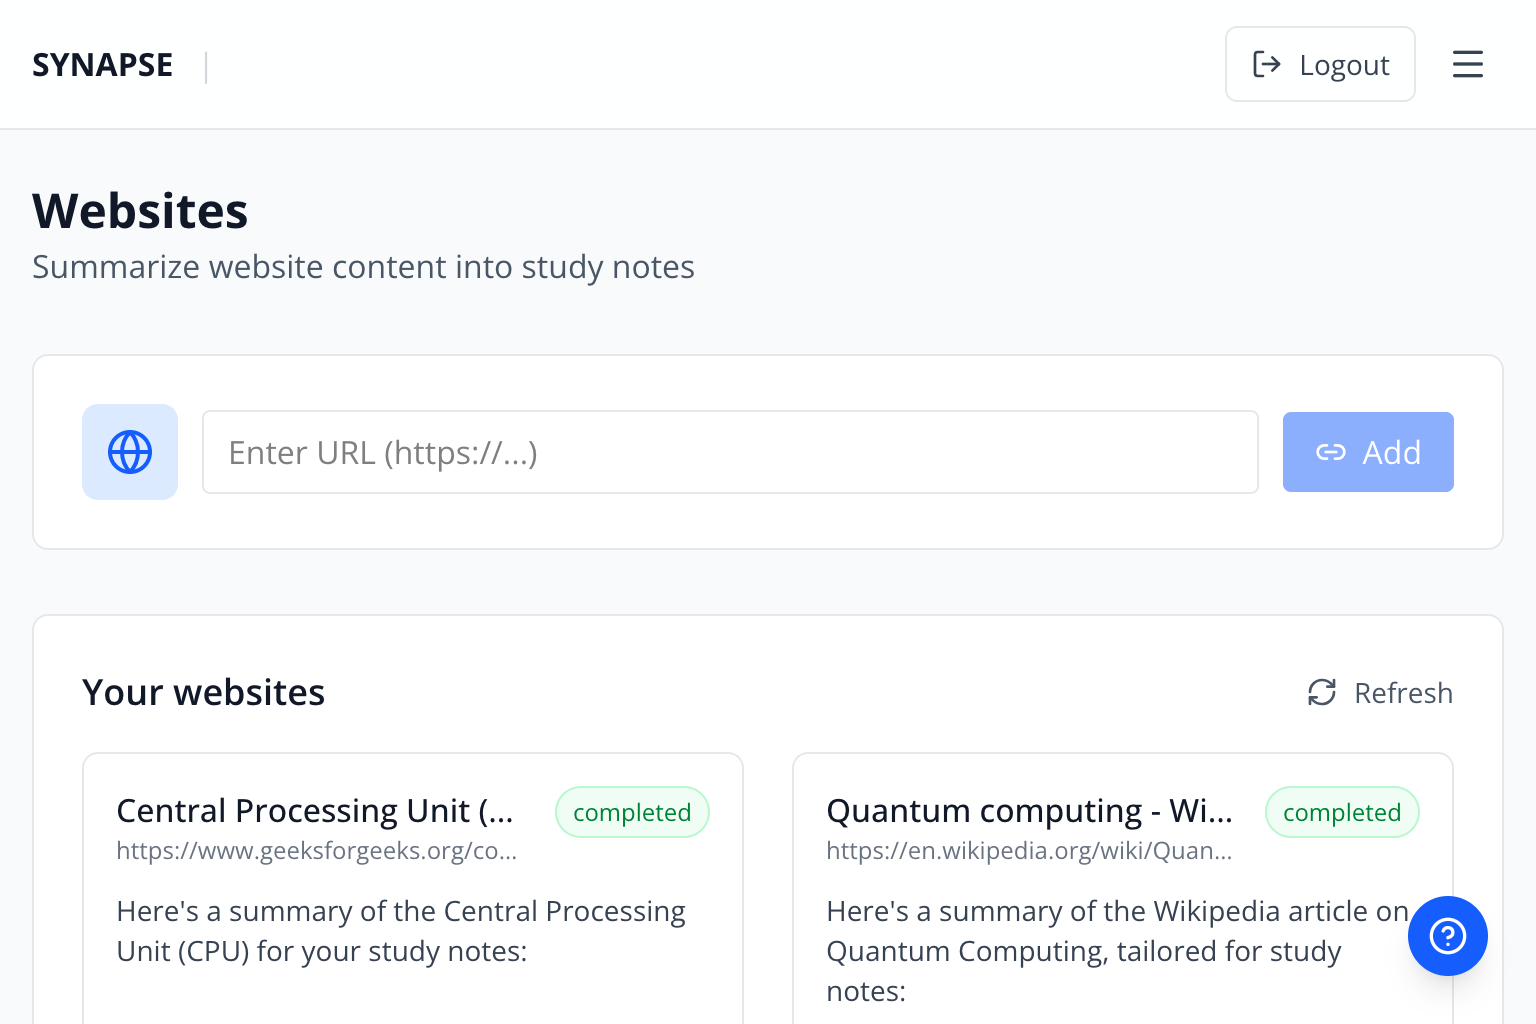 SYNAPSE
Logout
Websites
Summarize website content into study notes
Enter URL (https://...)
Add
Your websites
Refresh
Central Processing Unit (...
completed
https://www.geeksforgeeks.org/co...
Here's a summary of the Central Processing
Unit (CPU) for your study notes:
Quantum computing - Wi...
completed
https://en.wikipedia.org/wiki/Quan...
Here's a summary of the Wikipedia article on
Quantum Computing, tailored for study
notes: